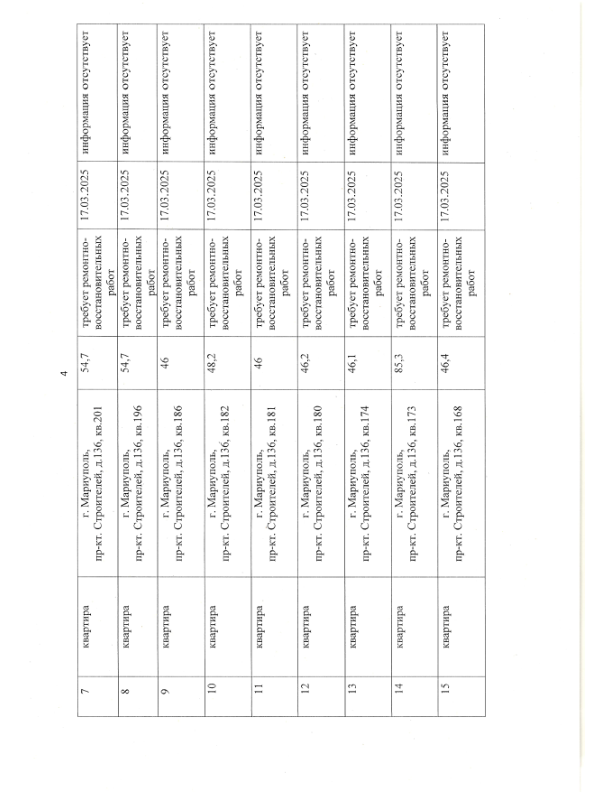 4
7
квартира
г. Мариуполь,
пр-кт. Строителей, д.136, кв.201
54,7
требует ремонтно-
восстановительных
работ
17.03.2025
информация отсутствует
8
квартира
г. Мариуполь,
пр-кт. Строителей, д.136, кв.196
54,7
требует ремонтно-
восстановительных
работ
17.03.2025
информация отсутствует
9
квартира
г. Мариуполь,
пр-кт. Строителей, д.136, кв.186
46
требует ремонтно-
восстановительных
работ
17.03.2025
информация отсутствует
10
квартира
г. Мариуполь,
пр-кт. Строителей, д.136, кв.182
48,2
требует ремонтно-
восстановительных
работ
17.03.2025
информация отсутствует
11
квартира
г. Мариуполь,
пр-кт. Строителей, д.136, кв.181
46
требует ремонтно-
восстановительных
работ
17.03.2025
информация отсутствует
12
квартира
г. Мариуполь,
пр-кт. Строителей, д.136, кв.180
46,2
требует ремонтно-
восстановительных
работ
17.03.2025
информация отсутствует
13
квартира
г. Мариуполь,
пр-кт. Строителей, д.136, кв.174
46,1
требует ремонтно-
восстановительных
работ
17.03.2025
информация отсутствует
14
квартира
г. Мариуполь,
пр-кт. Строителей, д.136, кв.173
85,3
требует ремонтно-
восстановительных
работ
17.03.2025
информация отсутствует
15
квартира
г. Мариуполь,
пр-кт. Строителей, д.136, кв.168
46,4
требует ремонтно-
восстановительных
работ
17.03.2025
информация отсутствует